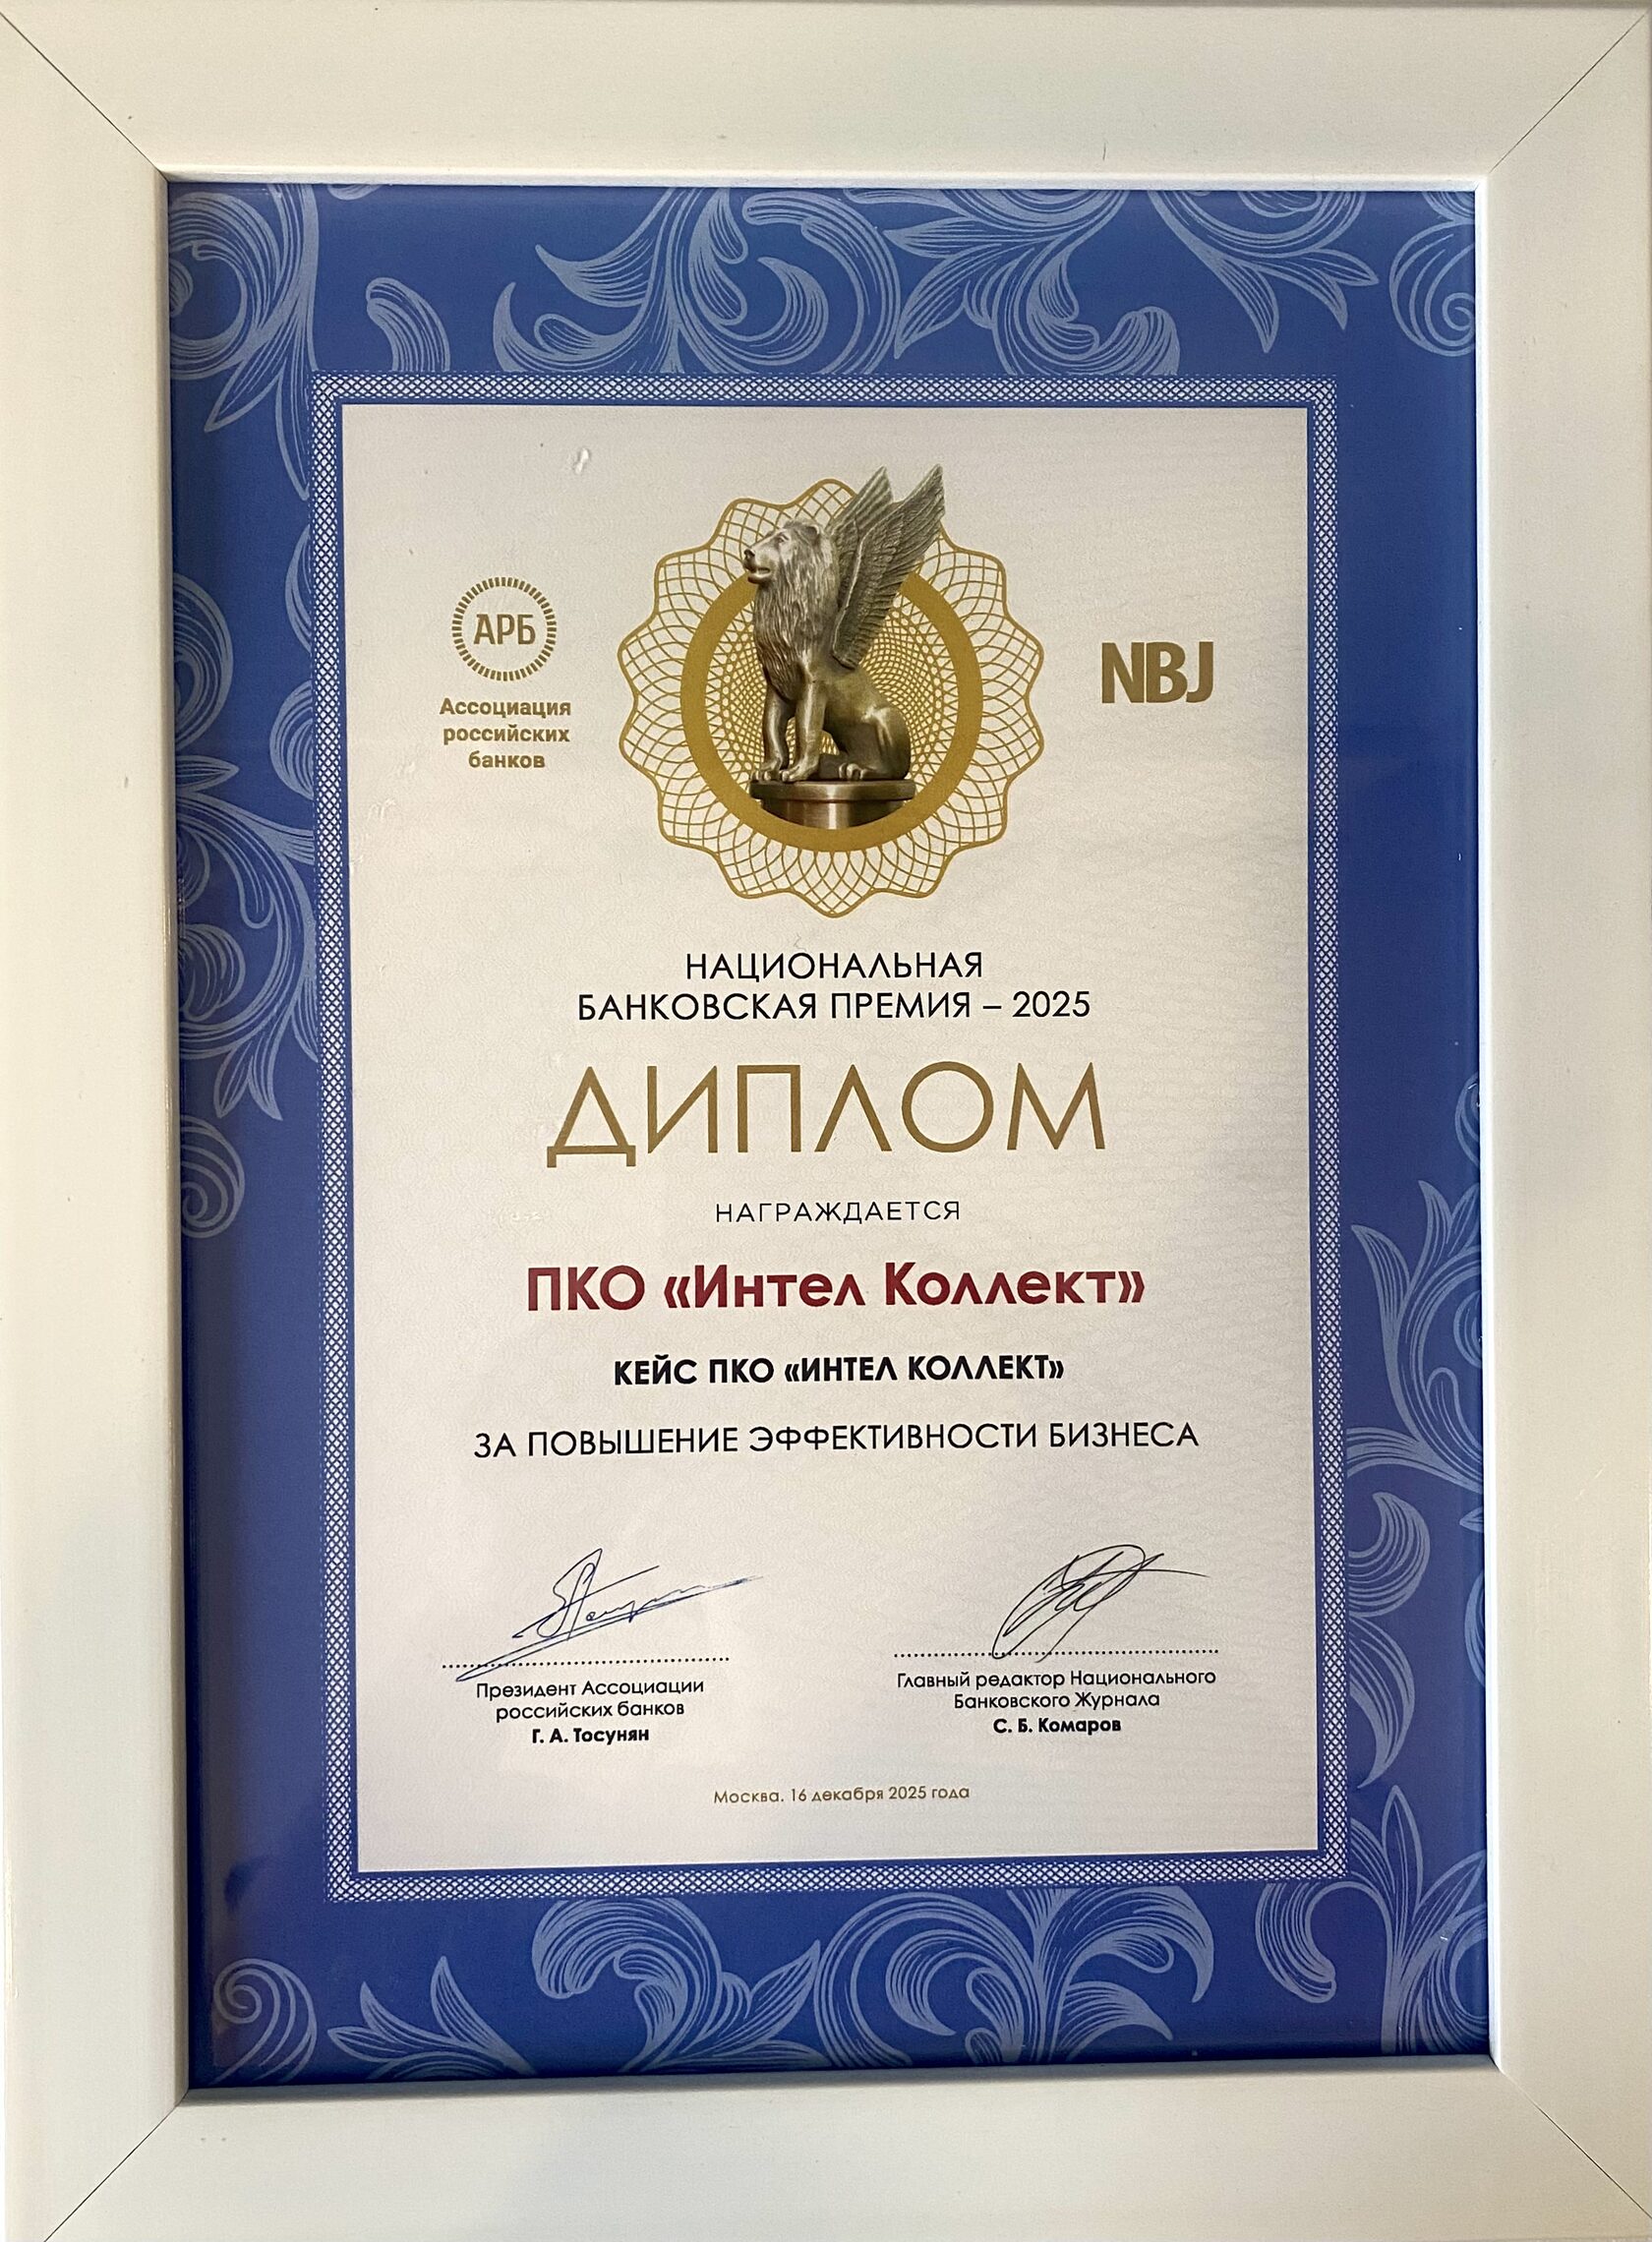 АРБ
Ассоциация
российских
банков
NBJ
НАЦИОНАЛЬНАЯ
БАНКОВСКАЯ ПРЕМИЯ – 2025
ДИПЛОМ
НАГРАЖДАЕТСЯ
ПКО «Интел Коллект»
КЕЙС ПКО «ИНТЕЛ КОЛЛЕКТ»
ЗА ПОВЫШЕНИЕ ЭФФЕКТИВНОСТИ БИЗНЕСА
Президент Ассоциации
российских банков
Г. А. Тосунян
Главный редактор Национального
Банковского Журнала
С. Б. Комаров
Москва. 16 декабря 2025 года